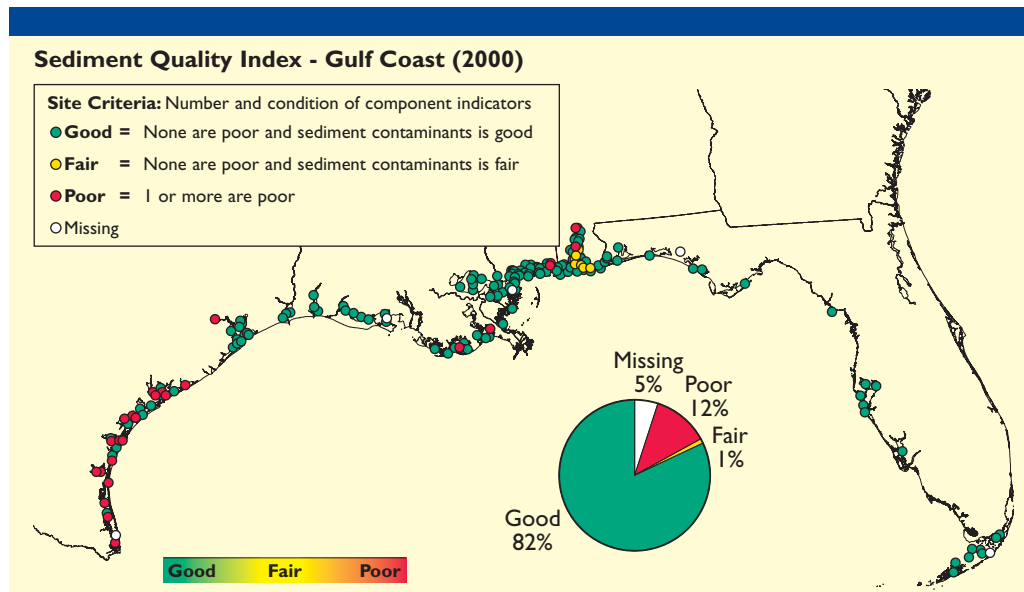 Sediment Quality Index - Gulf Coast (2000)
Site Criteria: Number and condition of component indicators
Good = None are poor and sediment contaminants is good
Fair = None are poor and sediment contaminants is fair
Poor = 1 or more are poor
Missing
Missing
5%
Poor
12%
Fair
1%
Good
82%
Good Fair Poor